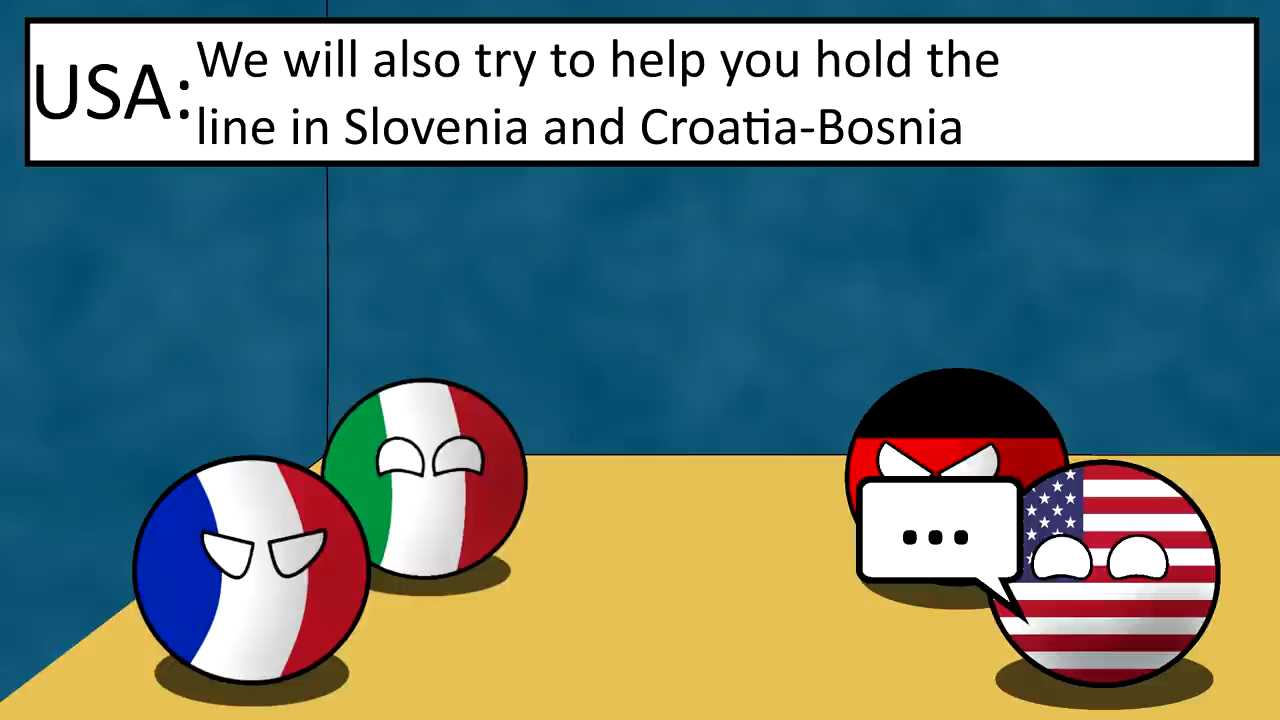 USA: We will also try to help you hold the
line in Slovenia and Croatia-Bosnia
...